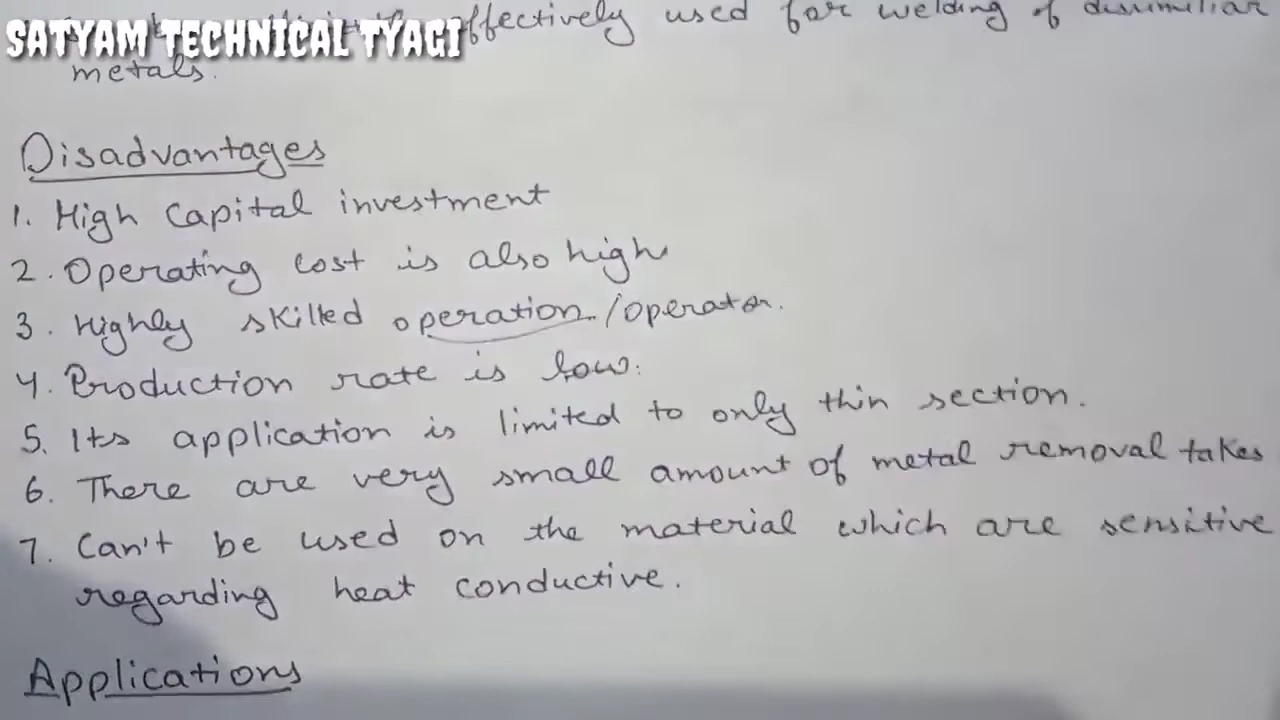 effectively used for welding of dissimiliar
SATYAM TECHNICAL TYAGI
metals.
Disadvantages
1. High Capital investment
2. Operating cost is also high
3. Highly skilled operation/operator.
4. Production rate is low.
5. Its application is limited to only thin section.
6. There are very small amount of metal removal takes
7. Can't be used on the material which are sensitive
regarding heat conductive.
Applications